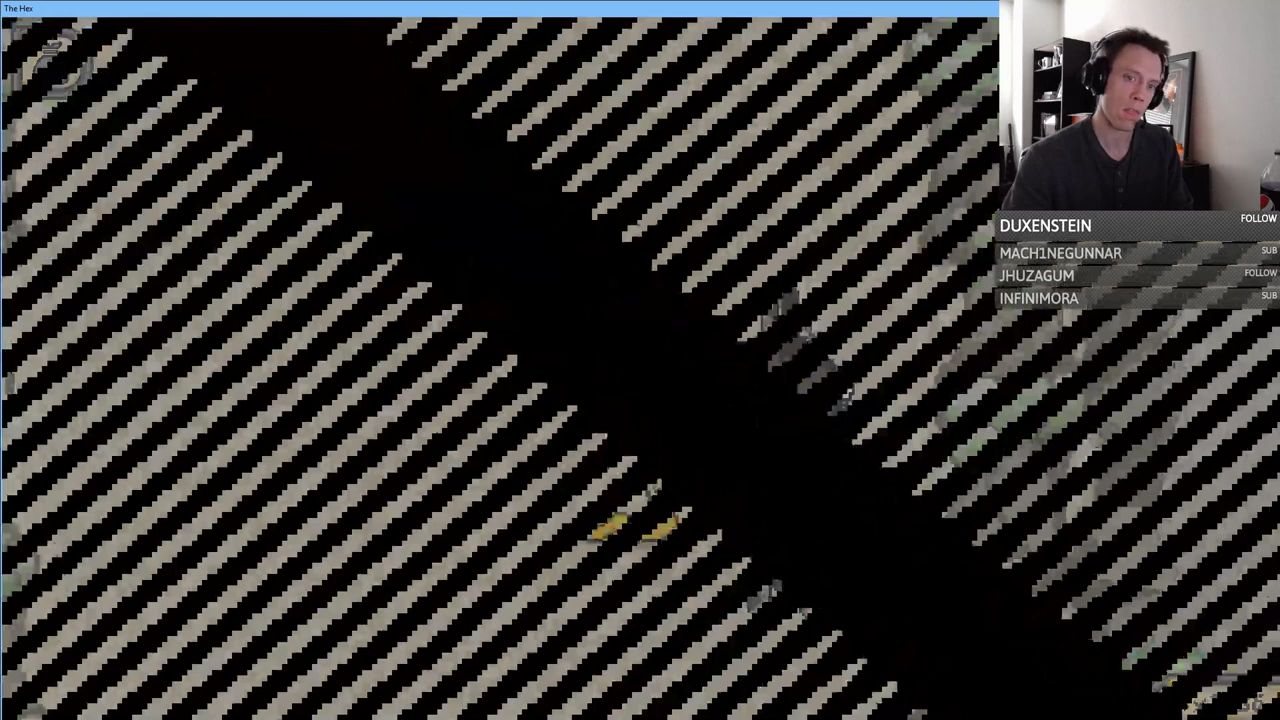 The Hex
DUXENSTEIN FOLLOW
MACH1NEGUNNAR SUB
JHUZAGUM FOLLOW
INFINIMORA SUB